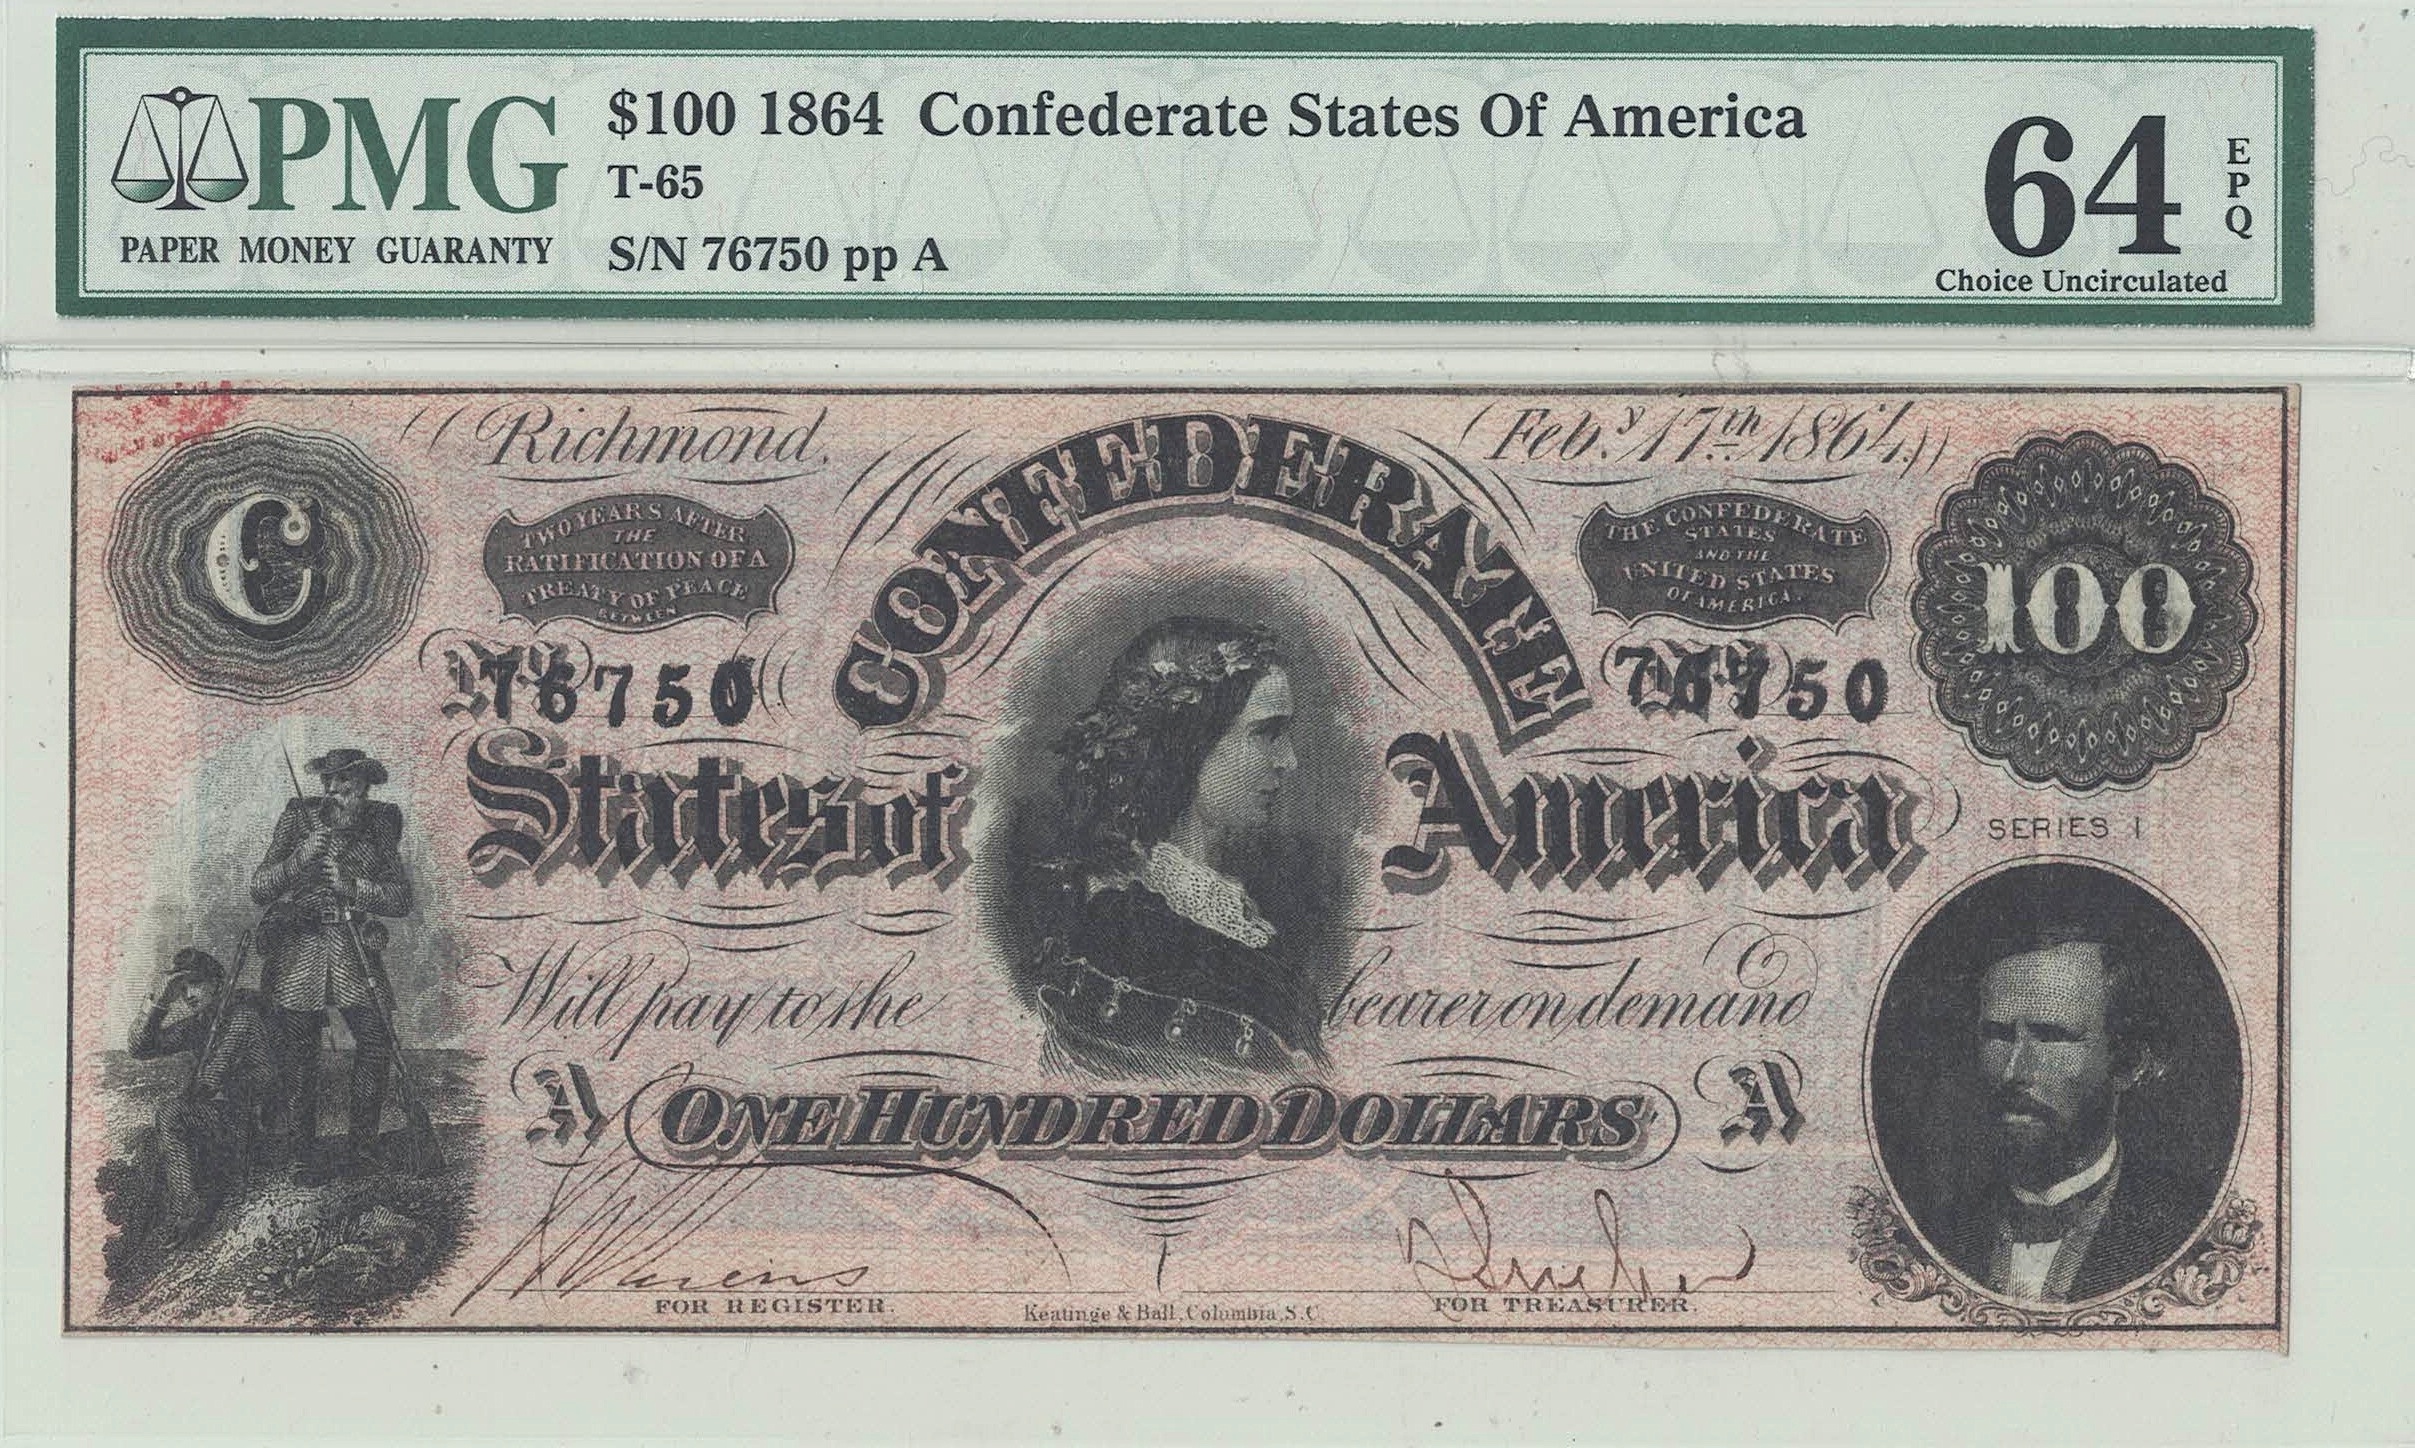 PMG
PAPER MONEY GUARANTY
$100 1864 Confederate States Of America
T-65
S/N 76750 pp A
64
EPQ
Choice Uncirculated
Richmond.
Feb.y 17th 1864.
C
TWO YEARS AFTER
THE
RATIFICATION OF A
TREATY OF PEACE
BETWEEN
CONFEDERATE
THE CONFEDERATE
STATES
AND THE
UNITED STATES
OF AMERICA.
100
No 76750
No 76750
States of America
SERIES 1
Will pay to the bearer on demand
A ONE HUNDRED DOLLARS A
FOR REGISTER.
Keatinge & Ball, Columbia, S.C.
FOR TREASURER.